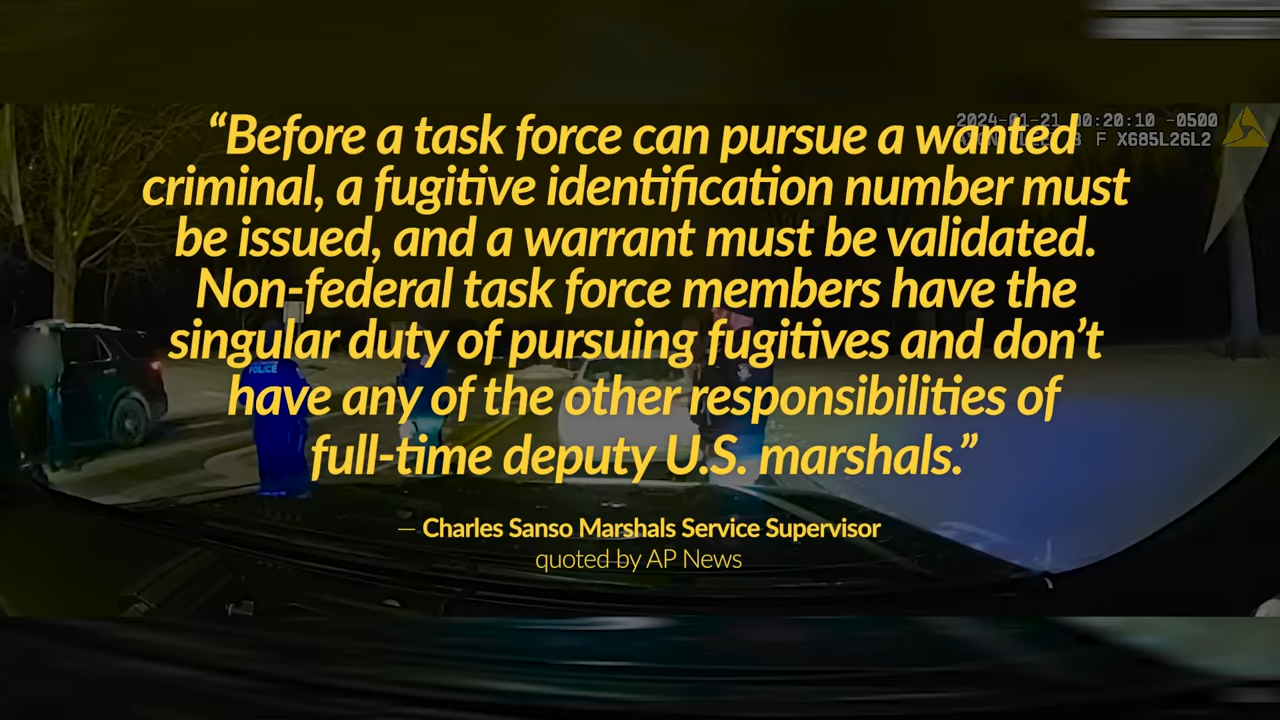 2024-01-21 00:20:10 -0500
F X685L26L2
“Before a task force can pursue a wanted
criminal, a fugitive identification number must
be issued, and a warrant must be validated.
Non-federal task force members have the
singular duty of pursuing fugitives and don’t
have any of the other responsibilities of
full-time deputy U.S. marshals.”
— Charles Sanso Marshals Service Supervisor
quoted by AP News
POLICE